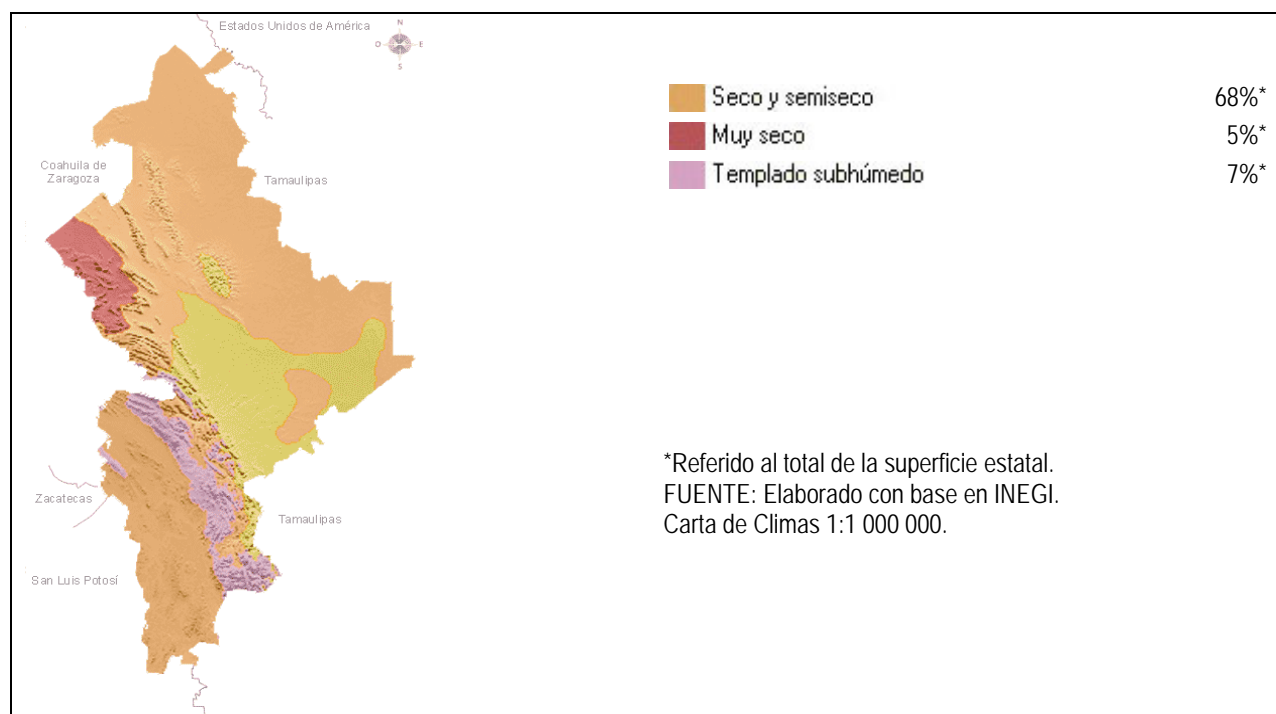 Estados Unidos de América
N
O E
S
Seco y semiseco 68%*
Muy seco 5%*
Templado subhúmedo 7%*
Coahuila de
Zaragoza
Tamaulipas
*Referido al total de la superficie estatal.
FUENTE: Elaborado con base en INEGI.
Carta de Climas 1:1 000 000.
Zacatecas
Tamaulipas
San Luis Potosí